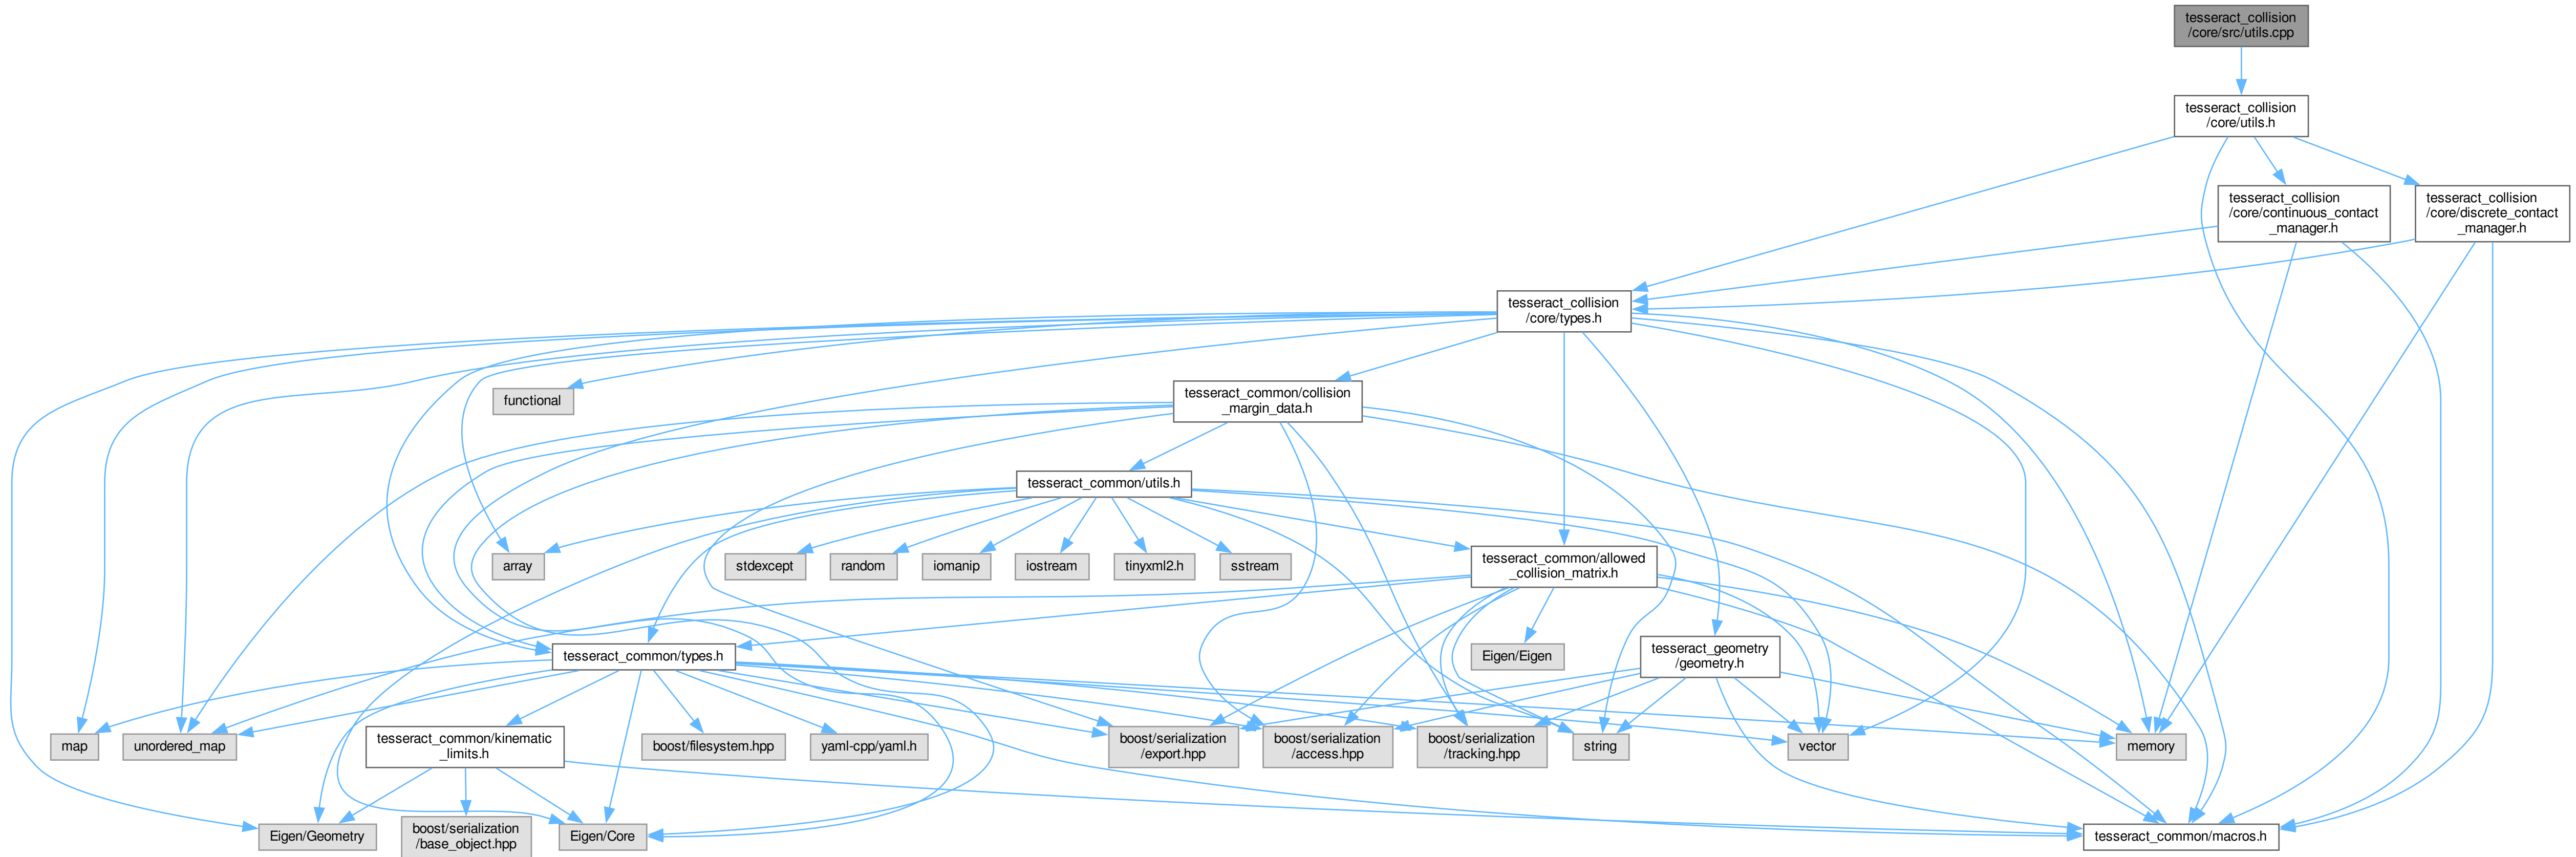 tesseract_collision
/core/src/utils.cpp
tesseract_collision
/core/utils.h
tesseract_collision
/core/continuous_contact
_manager.h
tesseract_collision
/core/discrete_contact
_manager.h
tesseract_collision
/core/types.h
functional
tesseract_common/collision
_margin_data.h
tesseract_common/utils.h
array
stdexcept
random
iomanip
iostream
tinyxml2.h
sstream
tesseract_common/allowed
_collision_matrix.h
tesseract_common/types.h
Eigen/Eigen
tesseract_geometry
/geometry.h
map
unordered_map
tesseract_common/kinematic
_limits.h
boost/filesystem.hpp
yaml-cpp/yaml.h
boost/serialization
/export.hpp
boost/serialization
/access.hpp
boost/serialization
/tracking.hpp
string
vector
memory
Eigen/Geometry
boost/serialization
/base_object.hpp
Eigen/Core
tesseract_common/macros.h